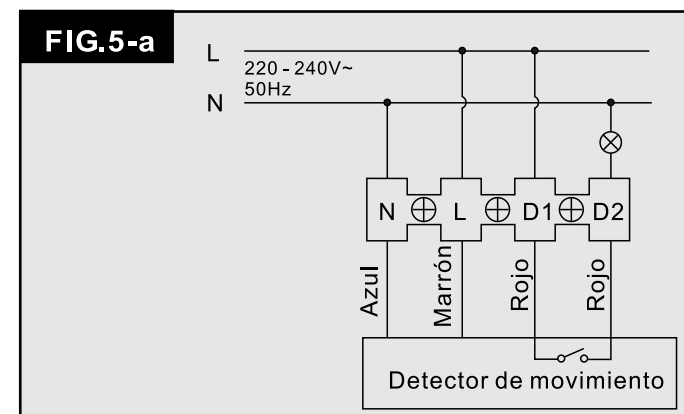 FIG.5-a
L
220 - 240V~
50Hz
N
N L D1 D2
Azul
Marrón
Rojo
Rojo
Detector de movimiento